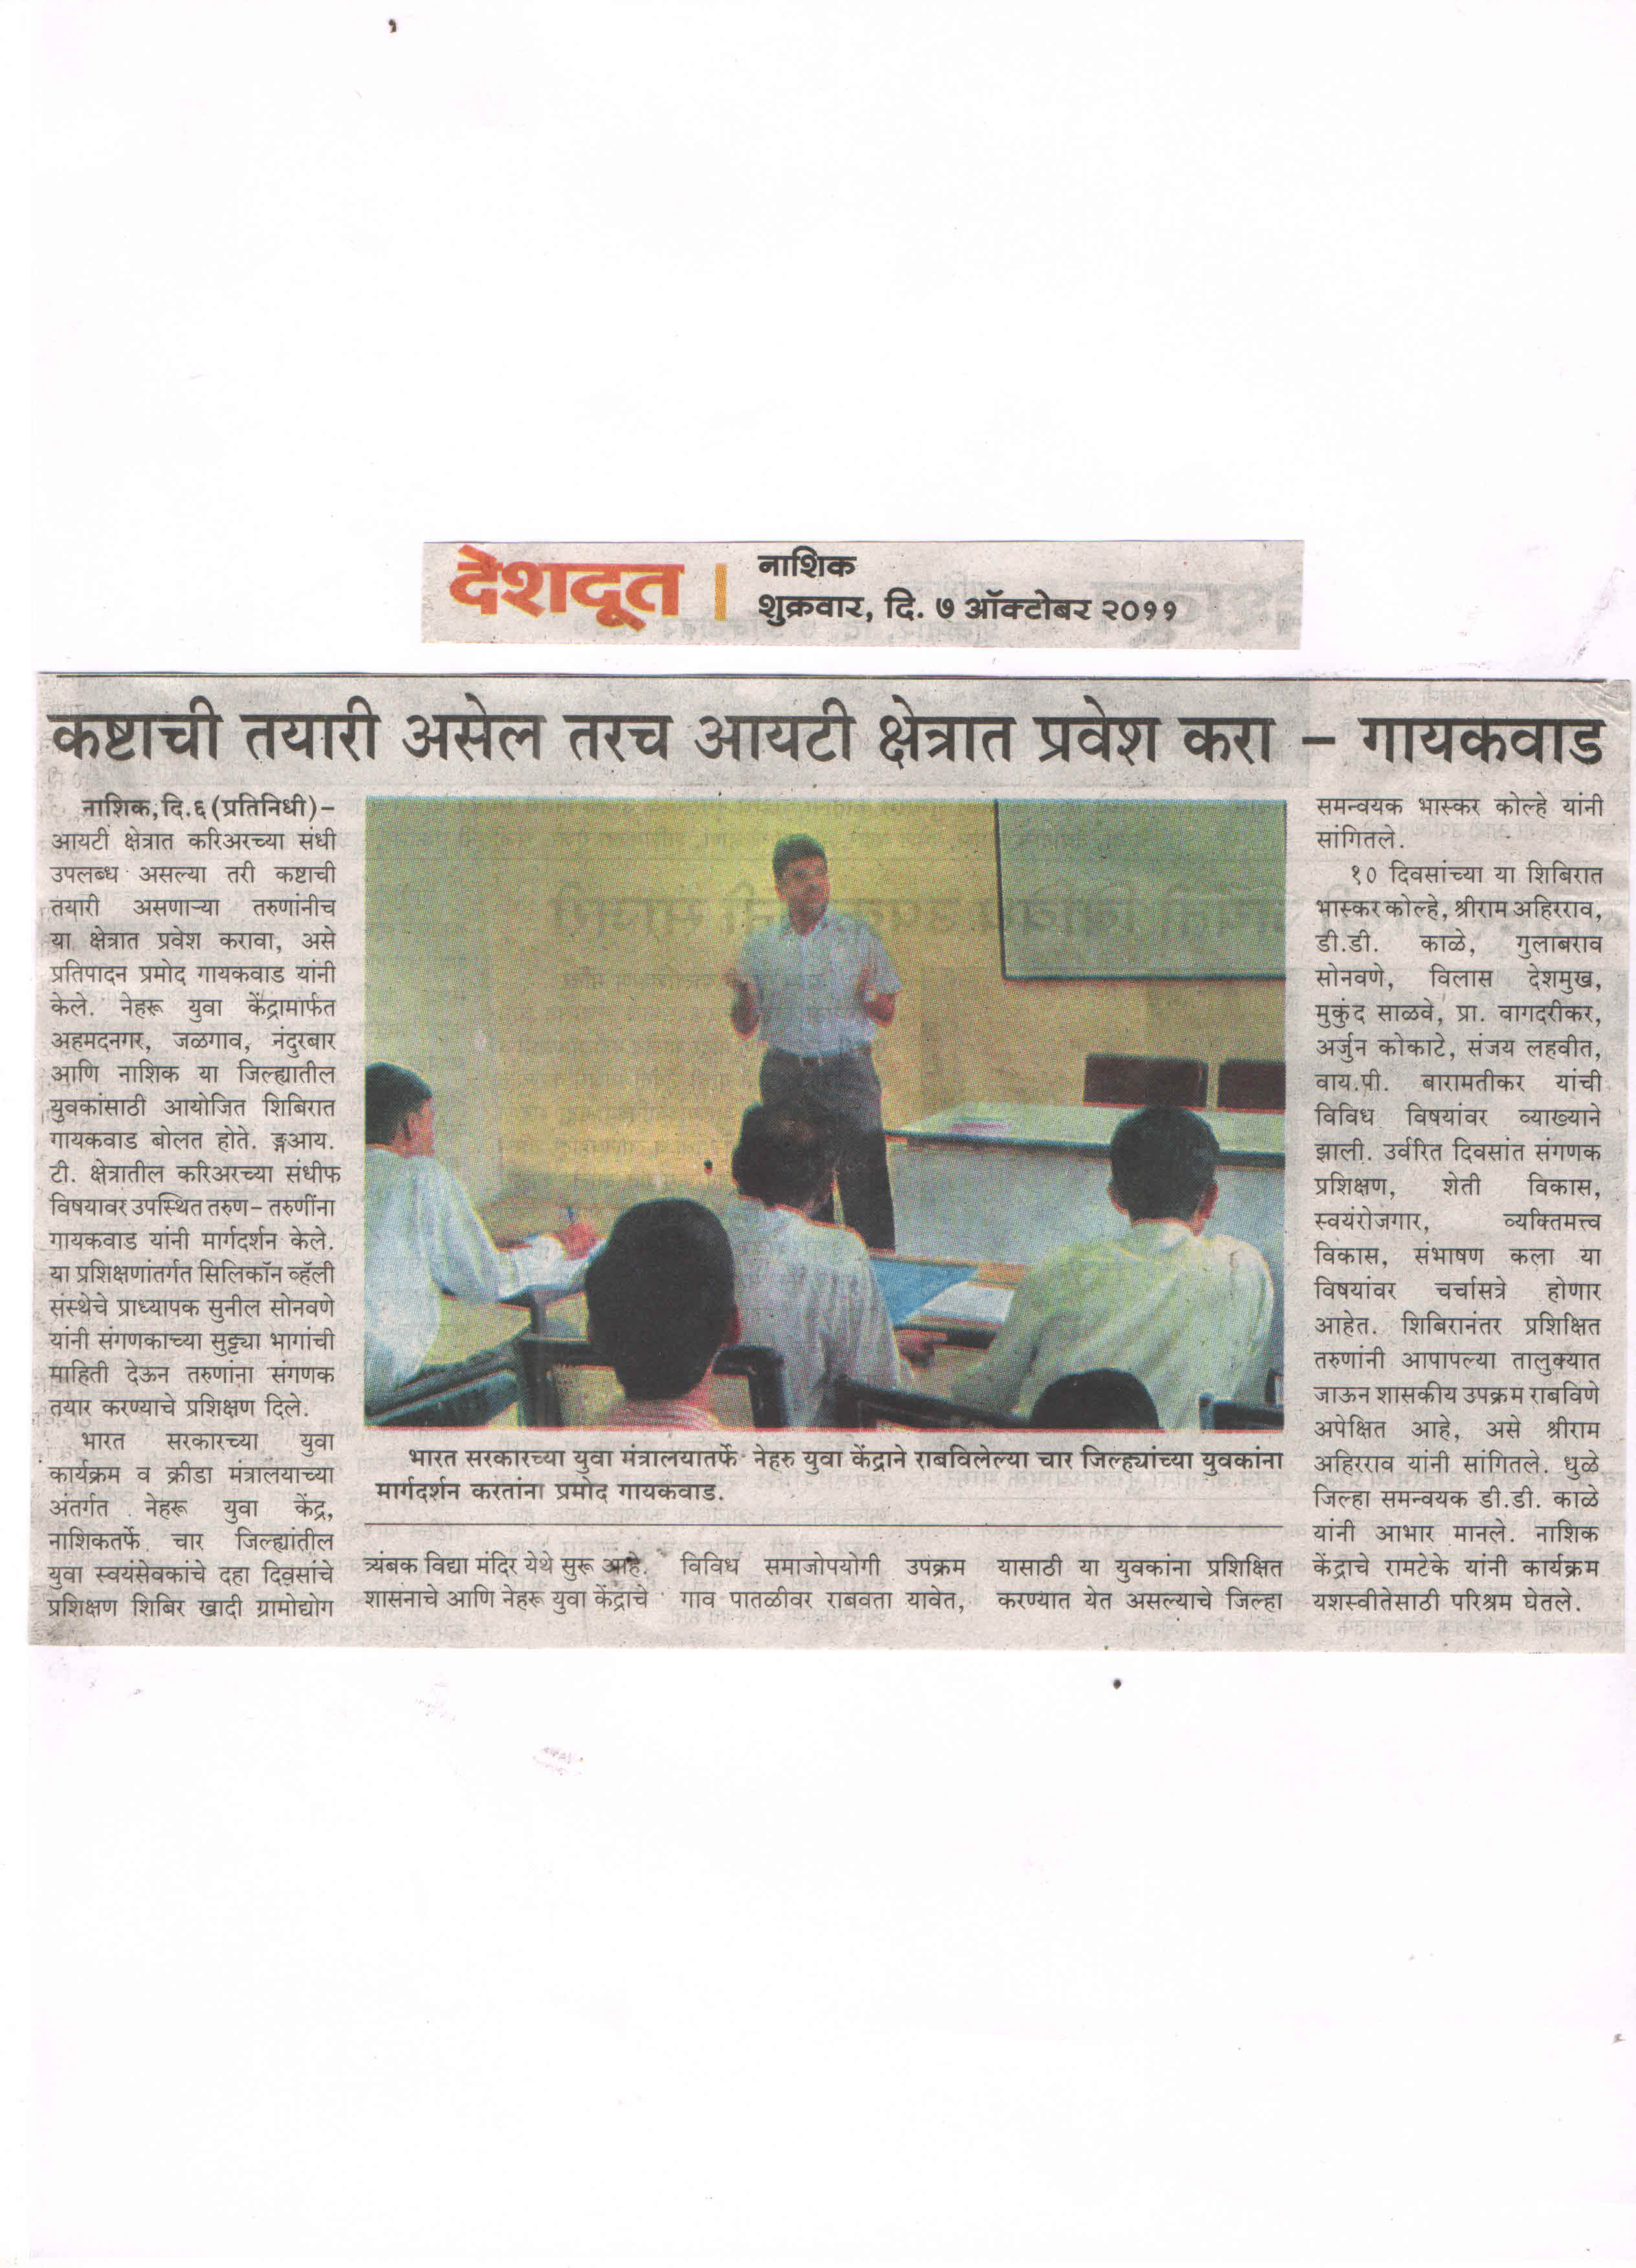 देशदूत
नाशिक
शुक्रवार, दि. ७ ऑक्टोबर २०११
कष्टाची तयारी असेल तरच आयटी क्षेत्रात प्रवेश करा - गायकवाड
नाशिक, दि. ६ (प्रतिनिधी)-
आयटी क्षेत्रात करिअरच्या संधी
उपलब्ध असल्या तरी कष्टाची
तयारी असणाऱ्या तरुणांनीच
या क्षेत्रात प्रवेश करावा, असे
प्रतिपादन प्रमोद गायकवाड यांनी
केले. नेहरू युवा केंद्रामार्फत
अहमदनगर, जळगाव, नंदुरबार
आणि नाशिक या जिल्ह्यातील
युवकांसाठी आयोजित शिबिरात
गायकवाड बोलत होते. ङ्गआय.
टी. क्षेत्रातील करिअरच्या संधीफ
विषयावर उपस्थित तरुण- तरुणींना
गायकवाड यांनी मार्गदर्शन केले.
या प्रशिक्षणांतर्गत सिलिकॉन व्हॅली
संस्थेचे प्राध्यापक सुनील सोनवणे
यांनी संगणकाच्या सुट्ट्या भागांची
माहिती देऊन तरुणांना संगणक
तयार करण्याचे प्रशिक्षण दिले.
भारत सरकारच्या युवा
कार्यक्रम व क्रीडा मंत्रालयाच्या
अंतर्गत नेहरू युवा केंद्र,
नाशिकतर्फे चार जिल्ह्यांतील
युवा स्वयंसेवकांचे दहा दिवसांचे
प्रशिक्षण शिबिर खादी ग्रामोद्योग
भारत सरकारच्या युवा मंत्रालयातर्फे नेहरु युवा केंद्राने राबविलेल्या चार जिल्ह्यांच्या युवकांना
मार्गदर्शन करतांना प्रमोद गायकवाड.
त्र्यंबक विद्या मंदिर येथे सुरू आहे.
शासनाचे आणि नेहरू युवा केंद्राचे
विविध समाजोपयोगी उपक्रम
गाव पातळीवर राबवता यावेत,
यासाठी या युवकांना प्रशिक्षित
करण्यात येत असल्याचे जिल्हा
समन्वयक भास्कर कोल्हे यांनी
सांगितले.
१० दिवसांच्या या शिबिरात
भास्कर कोल्हे, श्रीराम अहिरराव,
डी.डी. काळे, गुलाबराव
सोनवणे, विलास देशमुख,
मुकुंद साळवे, प्रा. वागदरीकर,
अर्जुन कोकाटे, संजय लहवीत,
वाय.पी. बारामतीकर यांची
विविध विषयांवर व्याख्याने
झाली. उर्वरित दिवसांत संगणक
प्रशिक्षण, शेती विकास,
स्वयंरोजगार, व्यक्तिमत्त्व
विकास, संभाषण कला या
विषयांवर चर्चासत्रे होणार
आहेत. शिबिरानंतर प्रशिक्षित
तरुणांनी आपापल्या तालुक्यात
जाऊन शासकीय उपक्रम राबविणे
अपेक्षित आहे, असे श्रीराम
अहिरराव यांनी सांगितले. धुळे
जिल्हा समन्वयक डी.डी. काळे
यांनी आभार मानले. नाशिक
केंद्राचे रामटेके यांनी कार्यक्रम
यशस्वीतेसाठी परिश्रम घेतले.